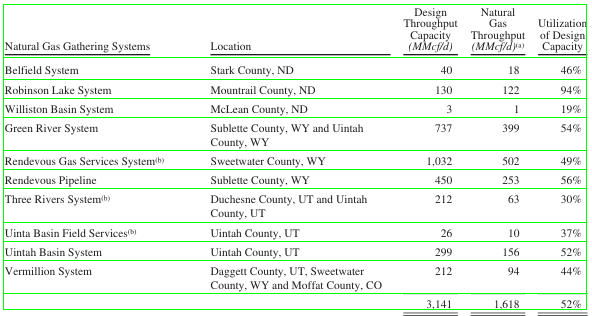 Natural Gas Gathering Systems Location Design Throughput Capacity (MMcf/d) Natural Gas Throughput (MMcf/d)(a) Utilization of Design Capacity
Belfield System Stark County, ND 40 18 46%
Robinson Lake System Mountrail County, ND 130 122 94%
Williston Basin System McLean County, ND 3 1 19%
Green River System Sublette County, WY and Uintah 737 399 54%
County, WY
Rendevous Gas Services System(b) Sweetwater County, WY 1,032 502 49%
Rendevous Pipeline Sublette County, WY 450 253 56%
Three Rivers System(b) Duchesne County, UT and Uintah 212 63 30%
County, UT
Uinta Basin Field Services(b) Uintah County, UT 26 10 37%
Uintah Basin System Uintah County, UT 299 156 52%
Vermillion System Daggett County, UT, Sweetwater 212 94 44%
County, WY and Moffat County, CO
3,141 1,618 52%